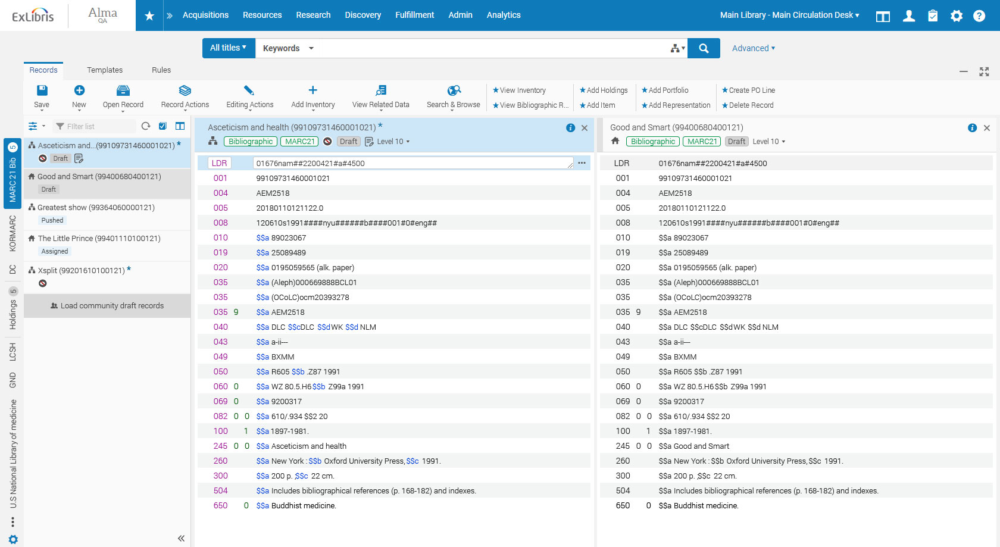 ExLibris
Alma
QA
Acquisitions Resources Research Discovery Fulfillment Admin Analytics
Main Library - Main Circulation Desk
All titles Keywords Advanced
Records Templates Rules
Save New Open Record Record Actions Editing Actions Add Inventory View Related Data Search & Browse
View Inventory Add Holdings Add Portfolio Create PO Line
View Bibliographic R... Add Item Add Representation Delete Record
MARC 21 Bib 5
KORMARC
DC
Holdings 5
LCSH
GND
U.S National Library of medicine
Filter list
Asceticism and...(99109731460001021) *
Draft
Good and Smart (99400680400121)
Draft
Greatest show (99364060000121)
Pushed
The Little Prince (99401110100121)
Assigned
Xsplit (99201610100121) *
Load community draft records
Asceticism and health (99109731460001021) *
Bibliographic MARC21 Draft Level 10
LDR 01676nam##2200421#a#4500
001 99109731460001021
004 AEM2518
005 20180110121122.0
008 120610s1991####nyu######b####001#0#eng##
010 $$a 89023067
019 $$a 25089489
020 $$a 0195059565 (alk. paper)
035 $$a (Aleph)000669888BCL01
035 $$a (OCoLC)ocm20393278
035 9 $$a AEM2518
040 $$a DLC $$cDLC $$dWK $$d NLM
043 $$a a-ii---
049 $$a BXMM
050 $$a R605 $$b .Z87 1991
060 0 $$a WZ 80.5.H6$$b Z99a 1991
069 0 $$a 9200317
082 0 0 $$a 610/.934 $$2 20
100 1 $$a 1897-1981.
245 0 0 $$a Asceticism and health
260 $$a New York : $$b Oxford University Press, $$c 1991.
300 $$a 200 p. ;$$c 22 cm.
504 $$a Includes bibliographical references (p. 168-182) and indexes.
650 0 $$a Buddhist medicine.
Good and Smart (99400680400121)
Bibliographic MARC21 Draft Level 10
LDR 01676nam##2200421#a#4500
001 99109731460001021
004 AEM2518
005 20180110121122.0
008 120610s1991####nyu######b####001#0#eng##
010 $$a 89023067
019 $$a 25089489
020 $$a 0195059565 (alk. paper)
035 $$a (Aleph)000669888BCL01
035 $$a (OCoLC)ocm20393278
035 9 $$a AEM2518
040 $$a DLC $$cDLC $$dWK $$d NLM
043 $$a a-ii---
049 $$a BXMM
050 $$a R605 $$b .Z87 1991
060 0 $$a WZ 80.5.H6$$b Z99a 1991
069 0 $$a 9200317
082 0 0 $$a 610/.934 $$2 20
100 1 $$a 1897-1981.
245 0 0 $$a Good and Smart
260 $$a New York : $$b Oxford University Press, $$c 1991.
300 $$a 200 p. ;$$c 22 cm.
504 $$a Includes bibliographical references (p. 168-182) and indexes.
650 0 $$a Buddhist medicine.